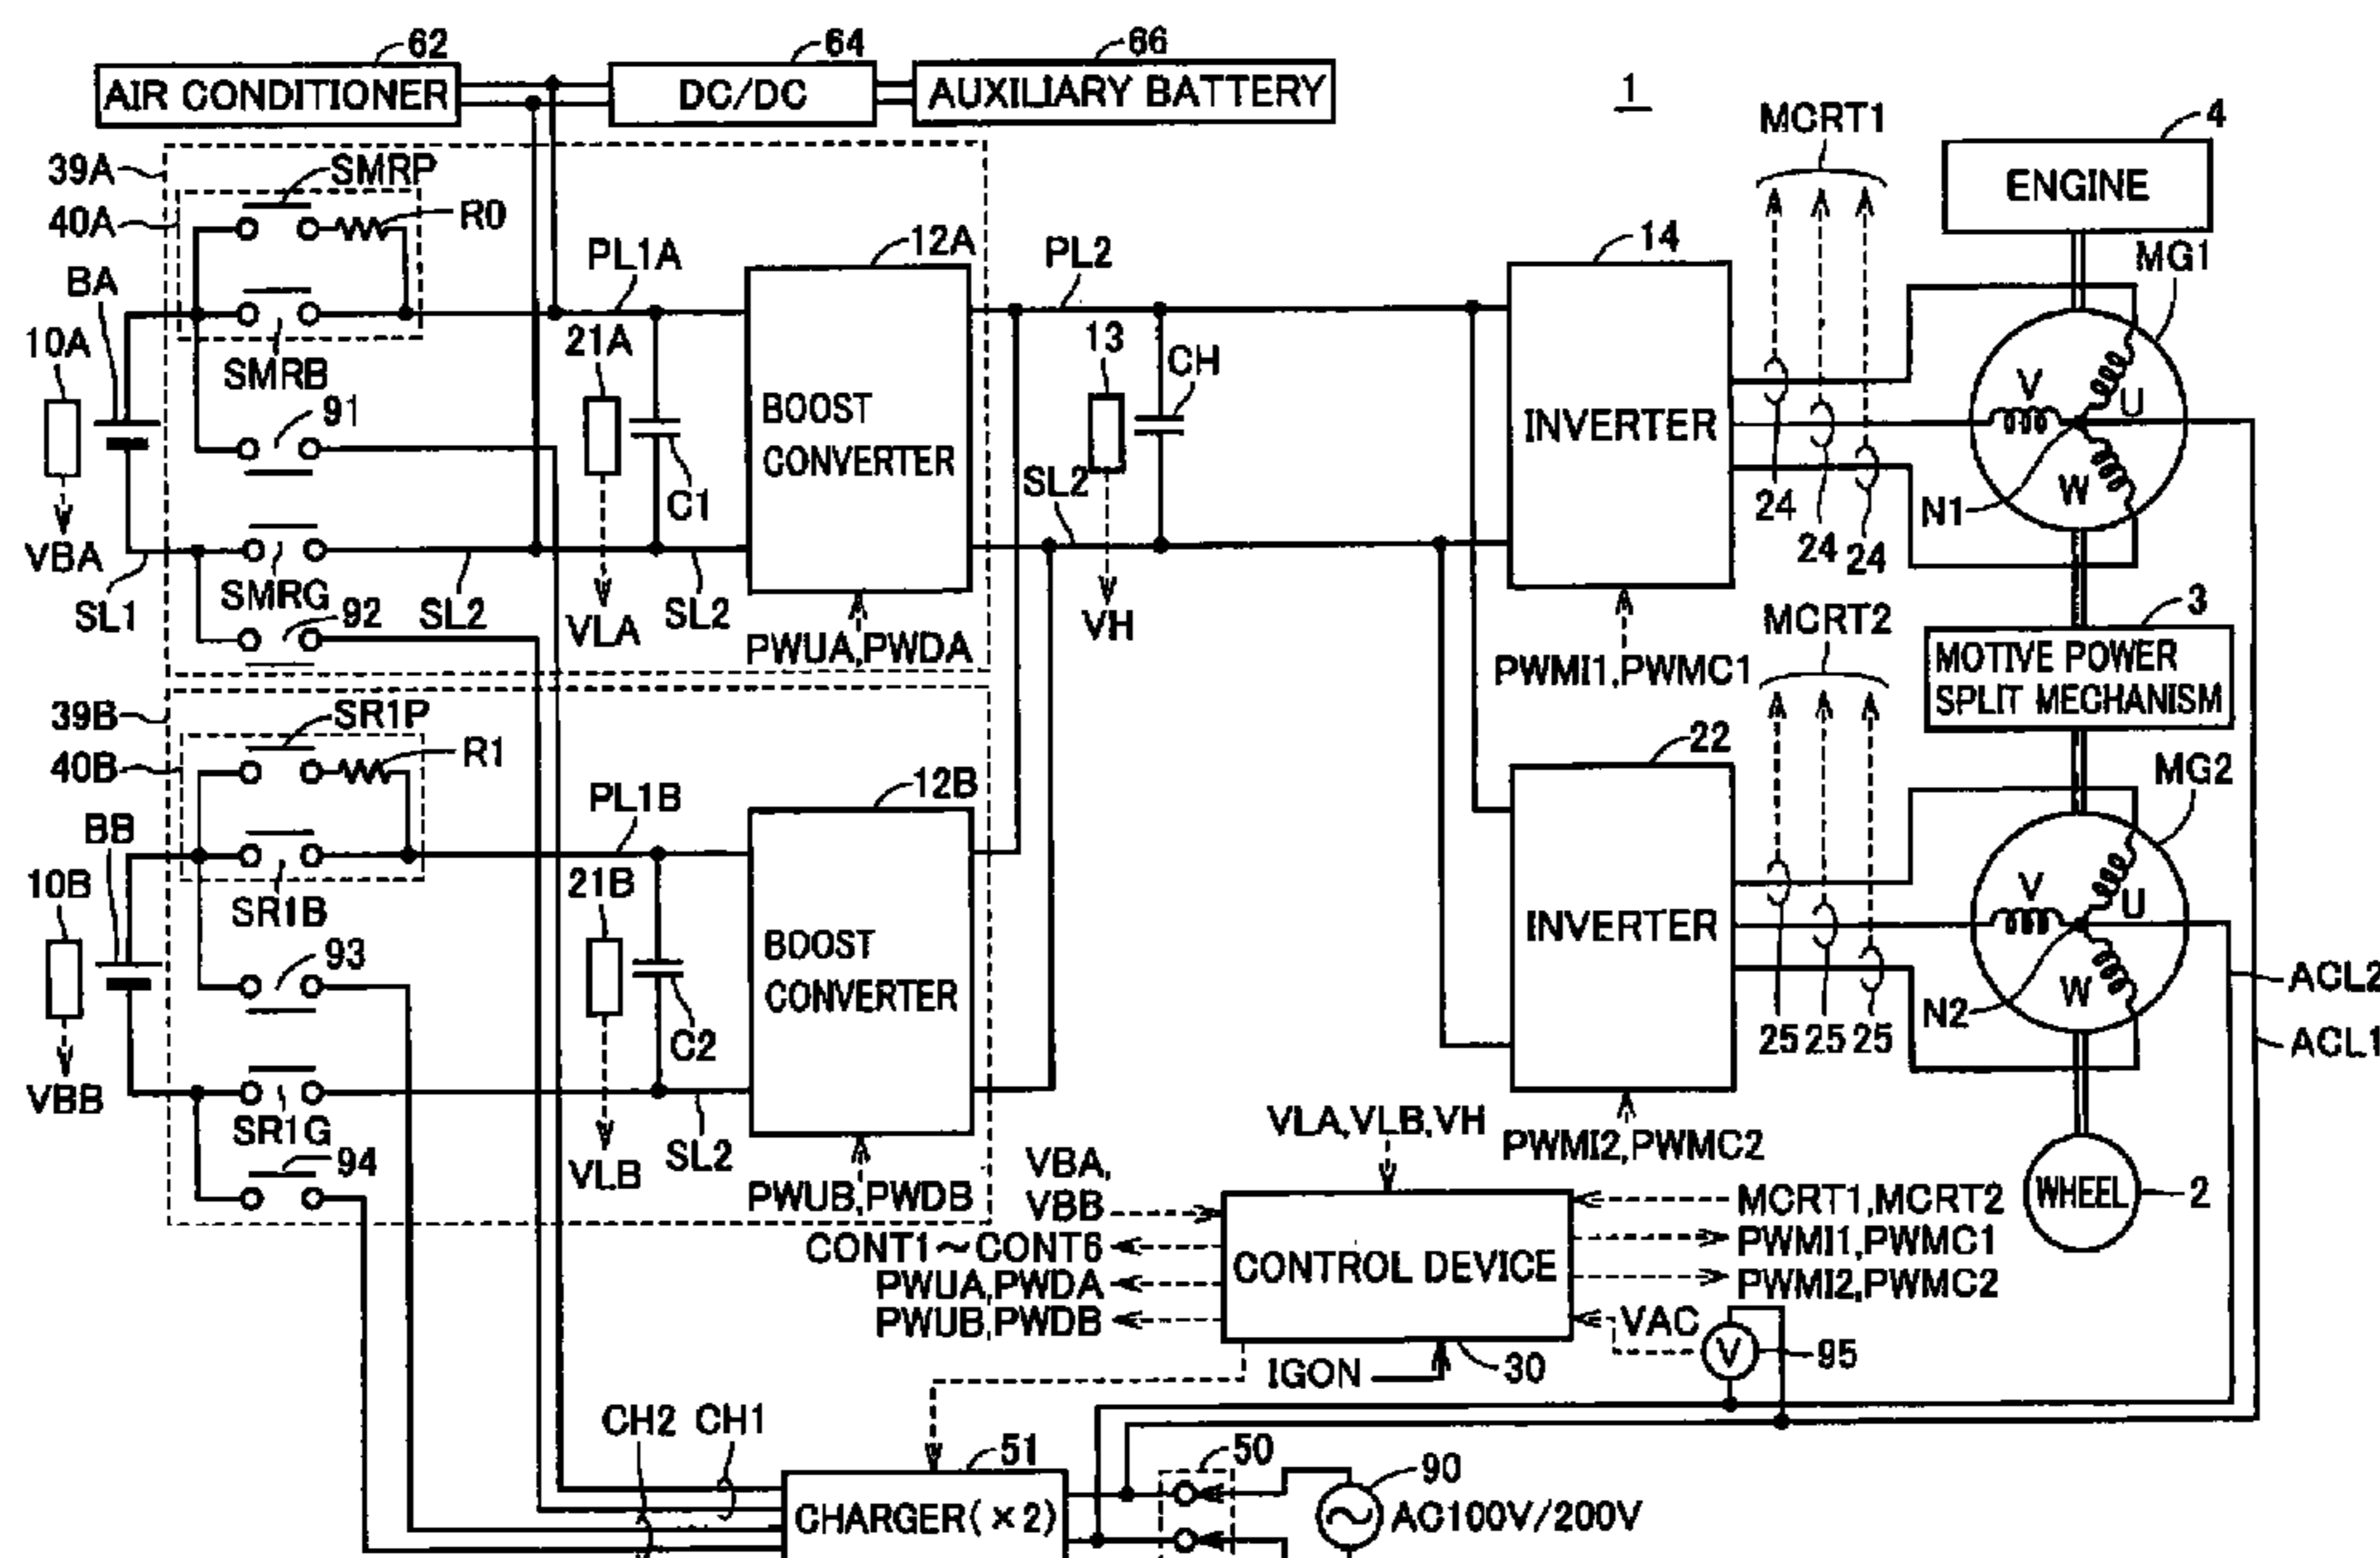 62
64
66
AIR CONDITIONER
DC/DC
AUXILIARY BATTERY
1
MCRT1
4
ENGINE
39A
SMRP
40A
R0
PL1A
12A
PL2
14
MG1
BA
10A
SMRB
21A
13
CH
BOOST
CONVERTER
INVERTER
V
U
W
91
C1
SL2
24
24
24
N1
VBA
SL1
SMRG
92
SL2
VLA
SL2
PWUA,PWDA
VH
PWMI1,PWMC1
MCRT2
3
MOTIVE POWER
SPLIT MECHANISM
39B
SR1P
40B
R1
PL1B
12B
22
MG2
BB
10B
SR1B
21B
BOOST
CONVERTER
INVERTER
V
U
W
93
C2
25
25
25
N2
ACL2
ACL1
VBB
SR1G
94
VLB
SL2
PWUB,PWDB
PWMI2,PWMC2
VLA,VLB,VH
VBA,
VBB
CONT1~CONT6
PWUA,PWDA
PWUB,PWDB
CONTROL DEVICE
MCRT1,MCRT2
PWMI1,PWMC1
PWMI2,PWMC2
VAC
V
95
WHEEL
2
IGON
30
CH2
CH1
51
50
90
CHARGER(×2)
AC100V/200V